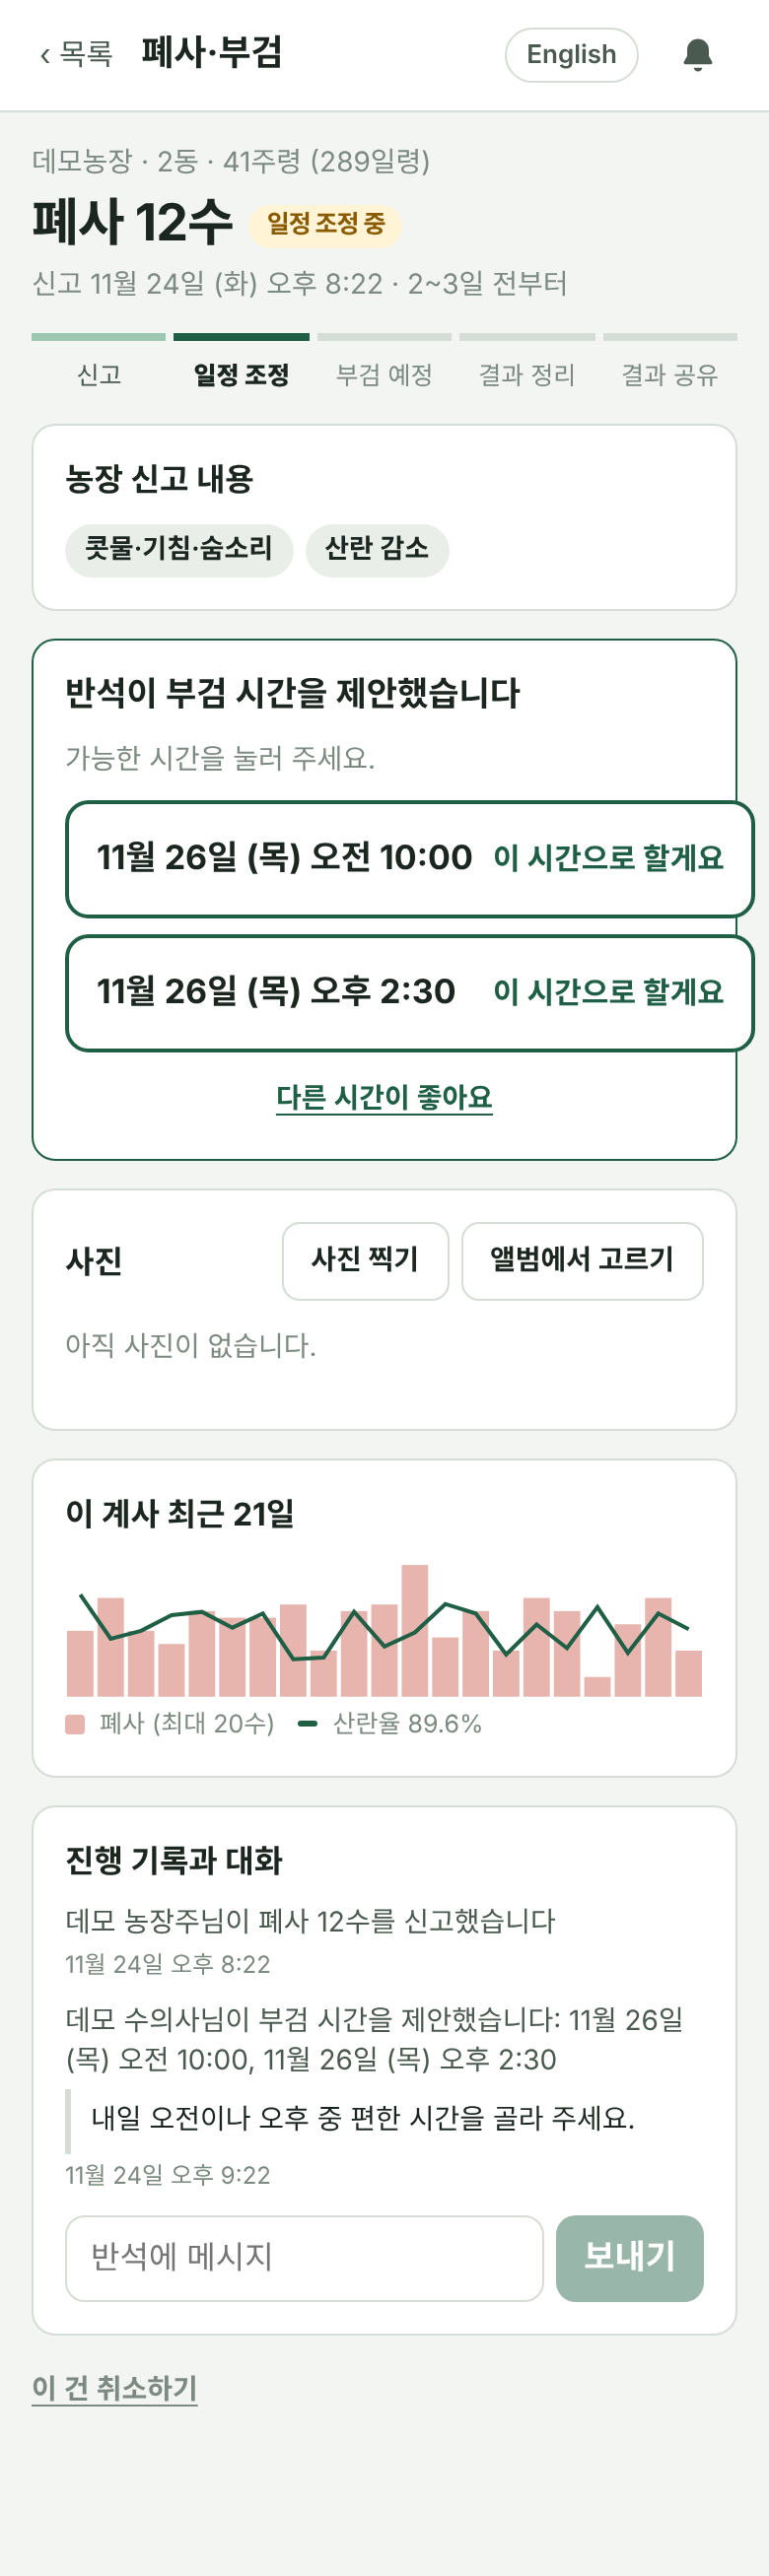 ‹ 목록 폐사·부검 English
데모농장 · 2동 · 41주령 (289일령)
폐사 12수 일정 조정 중
신고 11월 24일 (화) 오후 8:22 · 2~3일 전부터
신고 일정 조정 부검 예정 결과 정리 결과 공유
농장 신고 내용
콧물·기침·숨소리 산란 감소
반석이 부검 시간을 제안했습니다
가능한 시간을 눌러 주세요.
11월 26일 (목) 오전 10:00 이 시간으로 할게요
11월 26일 (목) 오후 2:30 이 시간으로 할게요
다른 시간이 좋아요
사진 사진 찍기 앨범에서 고르기
아직 사진이 없습니다.
이 계사 최근 21일
폐사 (최대 20수) 산란율 89.6%
진행 기록과 대화
데모 농장주님이 폐사 12수를 신고했습니다
11월 24일 오후 8:22
데모 수의사님이 부검 시간을 제안했습니다: 11월 26일
(목) 오전 10:00, 11월 26일 (목) 오후 2:30
내일 오전이나 오후 중 편한 시간을 골라 주세요.
11월 24일 오후 9:22
반석에 메시지 보내기
이 건 취소하기